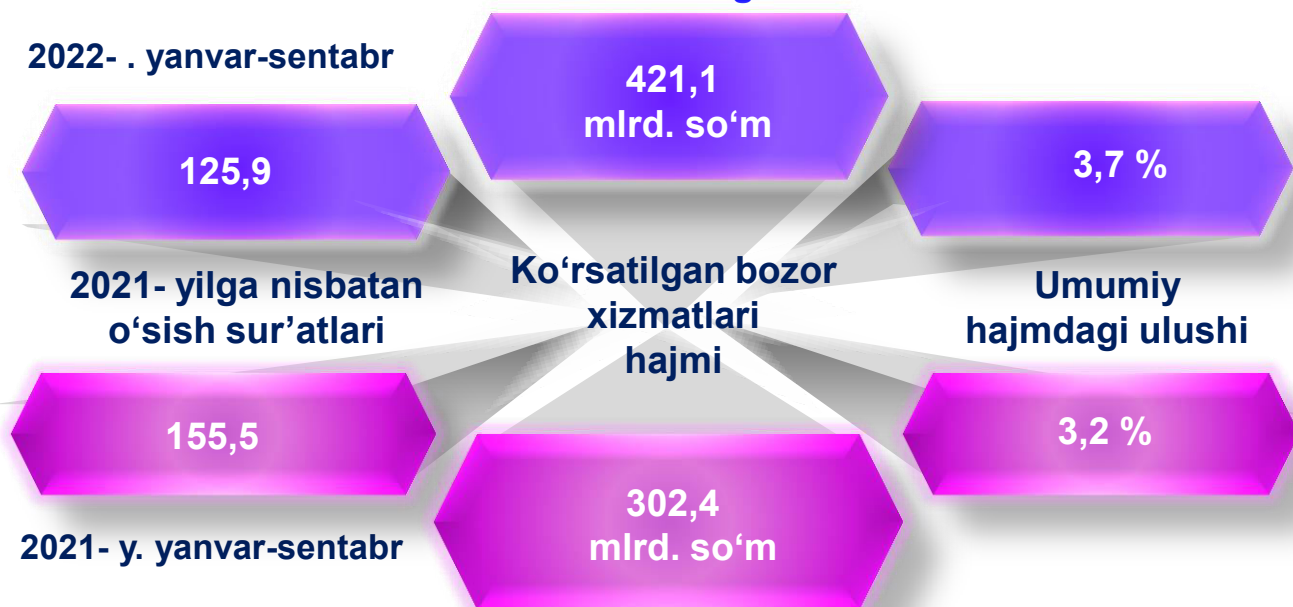 2022- . yanvar-sentabr
421,1
mlrd. so‘m
125,9
3,7 %
2021- yilga nisbatan
o‘sish sur’atlari
Ko‘rsatilgan bozor
xizmatlari
hajmi
Umumiy
hajmdagi ulushi
155,5
3,2 %
302,4
mlrd. so‘m
2021- y. yanvar-sentabr